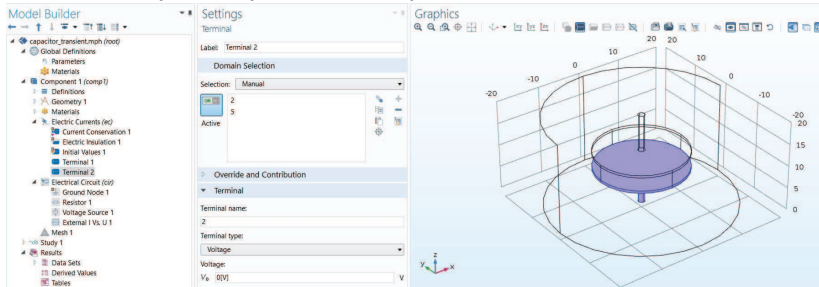 Model Builder
capacitor_transient.mph (root)
Global Definitions
Parameters
Materials
Component 1 (comp1)
Definitions
Geometry 1
Materials
Electric Currents (ec)
Current Conservation 1
Electric Insulation 1
Initial Values 1
Terminal 1
Terminal 2
Electrical Circuit (cir)
Ground Node 1
Resistor 1
Voltage Source 1
External I Vs. U 1
Mesh 1
Study 1
Results
Data Sets
Derived Values
Tables
Settings
Terminal
Label: Terminal 2
Domain Selection
Selection: Manual
2
5
Active
Override and Contribution
Terminal
Terminal name:
2
Terminal type:
Voltage
Voltage:
V₀ 0[V] V
Graphics
20 20
10 10
0 0
-10 -10
-20 -20
20
15
10
5
0
z
y x